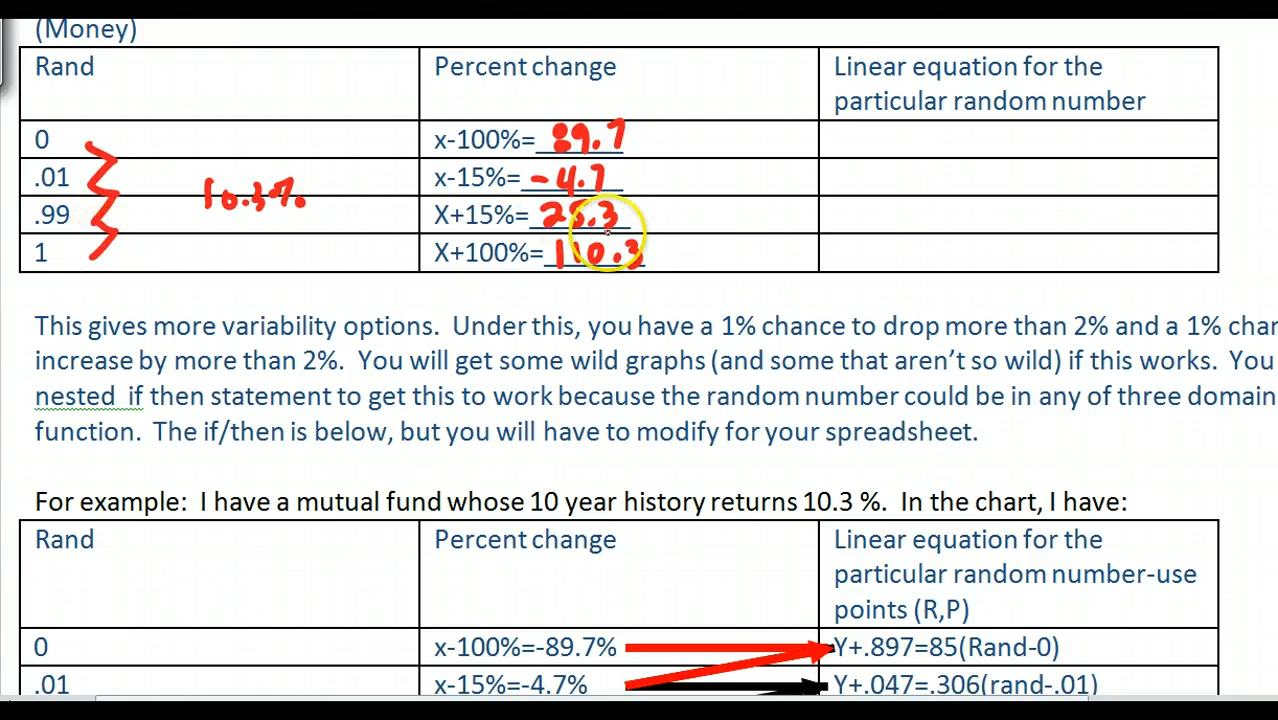 (Money)
Rand Percent change Linear equation for the
particular random number
0 x-100%= 89.7
.01 x-15%= -4.7
10.3%
.99 X+15%= 25.3
1 X+100%= 110.3
This gives more variability options. Under this, you have a 1% chance to drop more than 2% and a 1% char
increase by more than 2%. You will get some wild graphs (and some that aren't so wild) if this works. You
nested if then statement to get this to work because the random number could be in any of three domain
function. The if/then is below, but you will have to modify for your spreadsheet.
For example: I have a mutual fund whose 10 year history returns 10.3 %. In the chart, I have:
Rand Percent change Linear equation for the
particular random number-use
points (R,P)
0 x-100%=-89.7% Y+.897=85(Rand-0)
.01 x-15%=-4.7% Y+.047=.306(rand-.01)